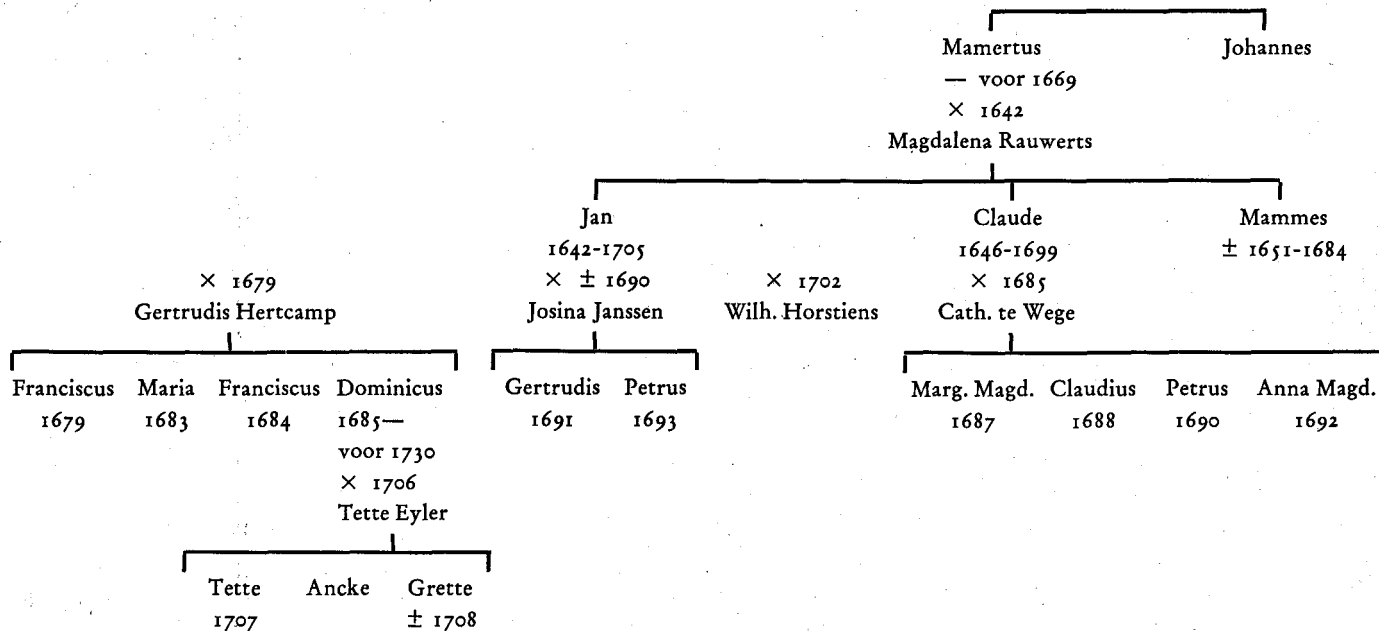 Mamertus Johannes
— voor 1669
× 1642
Magdalena Rauwerts
Jan Claude Mammes
1642-1705 1646-1699 ± 1651-1684
× 1679 × ± 1690 × 1702 × 1685
Gertrudis Hertcamp Josina Janssen Wilh. Horstiens Cath. te Wege
Franciscus Maria Franciscus Dominicus Gertrudis Petrus Marg. Magd. Claudius Petrus Anna Magd.
1679 1683 1684 1685— 1691 1693 1687 1688 1690 1692
voor 1730
× 1706
Tette Eyler
Tette Ancke Grette
1707 ± 1708